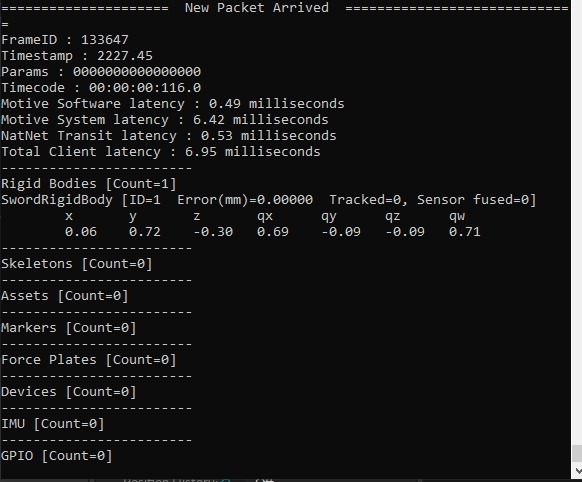 ===================== New Packet Arrived ============================
=
FrameID : 133647
Timestamp : 2227.45
Params : 0000000000000000
Timecode : 00:00:00:116.0
Motive Software latency : 0.49 milliseconds
Motive System latency : 6.42 milliseconds
NatNet Transit latency : 0.53 milliseconds
Total Client latency : 6.95 milliseconds
------------------------
Rigid Bodies [Count=1]
SwordRigidBody [ID=1  Error(mm)=0.00000  Tracked=0, Sensor fused=0]
x y z qx qy qz qw
0.06 0.72 -0.30 0.69 -0.09 -0.09 0.71
------------------------
Skeletons [Count=0]
------------------------
Assets [Count=0]
------------------------
Markers [Count=0]
------------------------
Force Plates [Count=0]
------------------------
Devices [Count=0]
------------------------
IMU [Count=0]
------------------------
GPIO [Count=0]